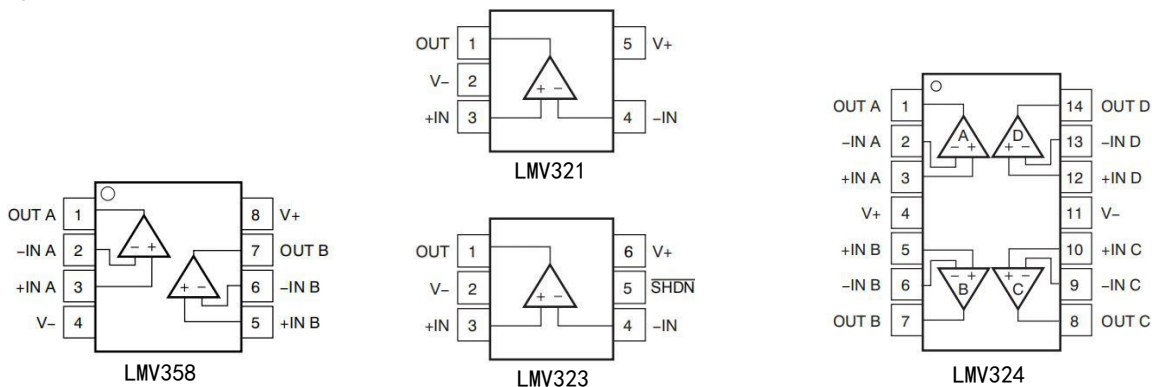 OUT 1 5 V+
V− 2
+ −
+IN 3 4 −IN
LMV321
OUT A 1 14 OUT D
A D
−IN A 2 13 −IN D
− + + −
+IN A 3 12 +IN D
V+ 4 11 V−
+IN B 5 10 +IN C
− + + −
−IN B 6 9 −IN C
B C
OUT B 7 8 OUT C
LMV324
OUT A 1 8 V+
−IN A 2 7 OUT B
− +
+IN A 3 6 −IN B
+ −
V− 4 5 +IN B
LMV358
OUT 1 6 V+
V− 2 5 SHDN
+ −
+IN 3 4 −IN
LMV323